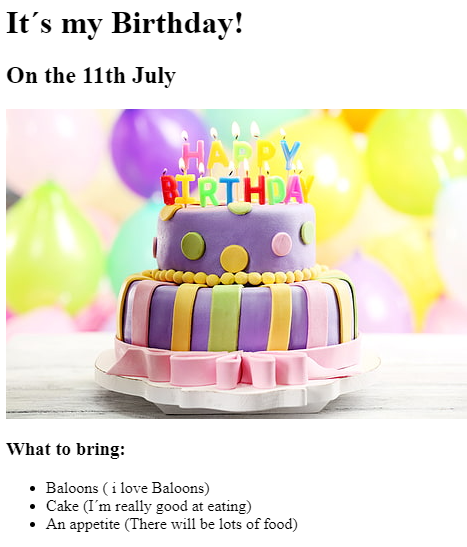 It´s my Birthday!
On the 11th July
HAPPY
BIRTHDAY
What to bring:
Baloons ( i love Baloons)
Cake (I´m really good at eating)
An appetite (There will be lots of food)